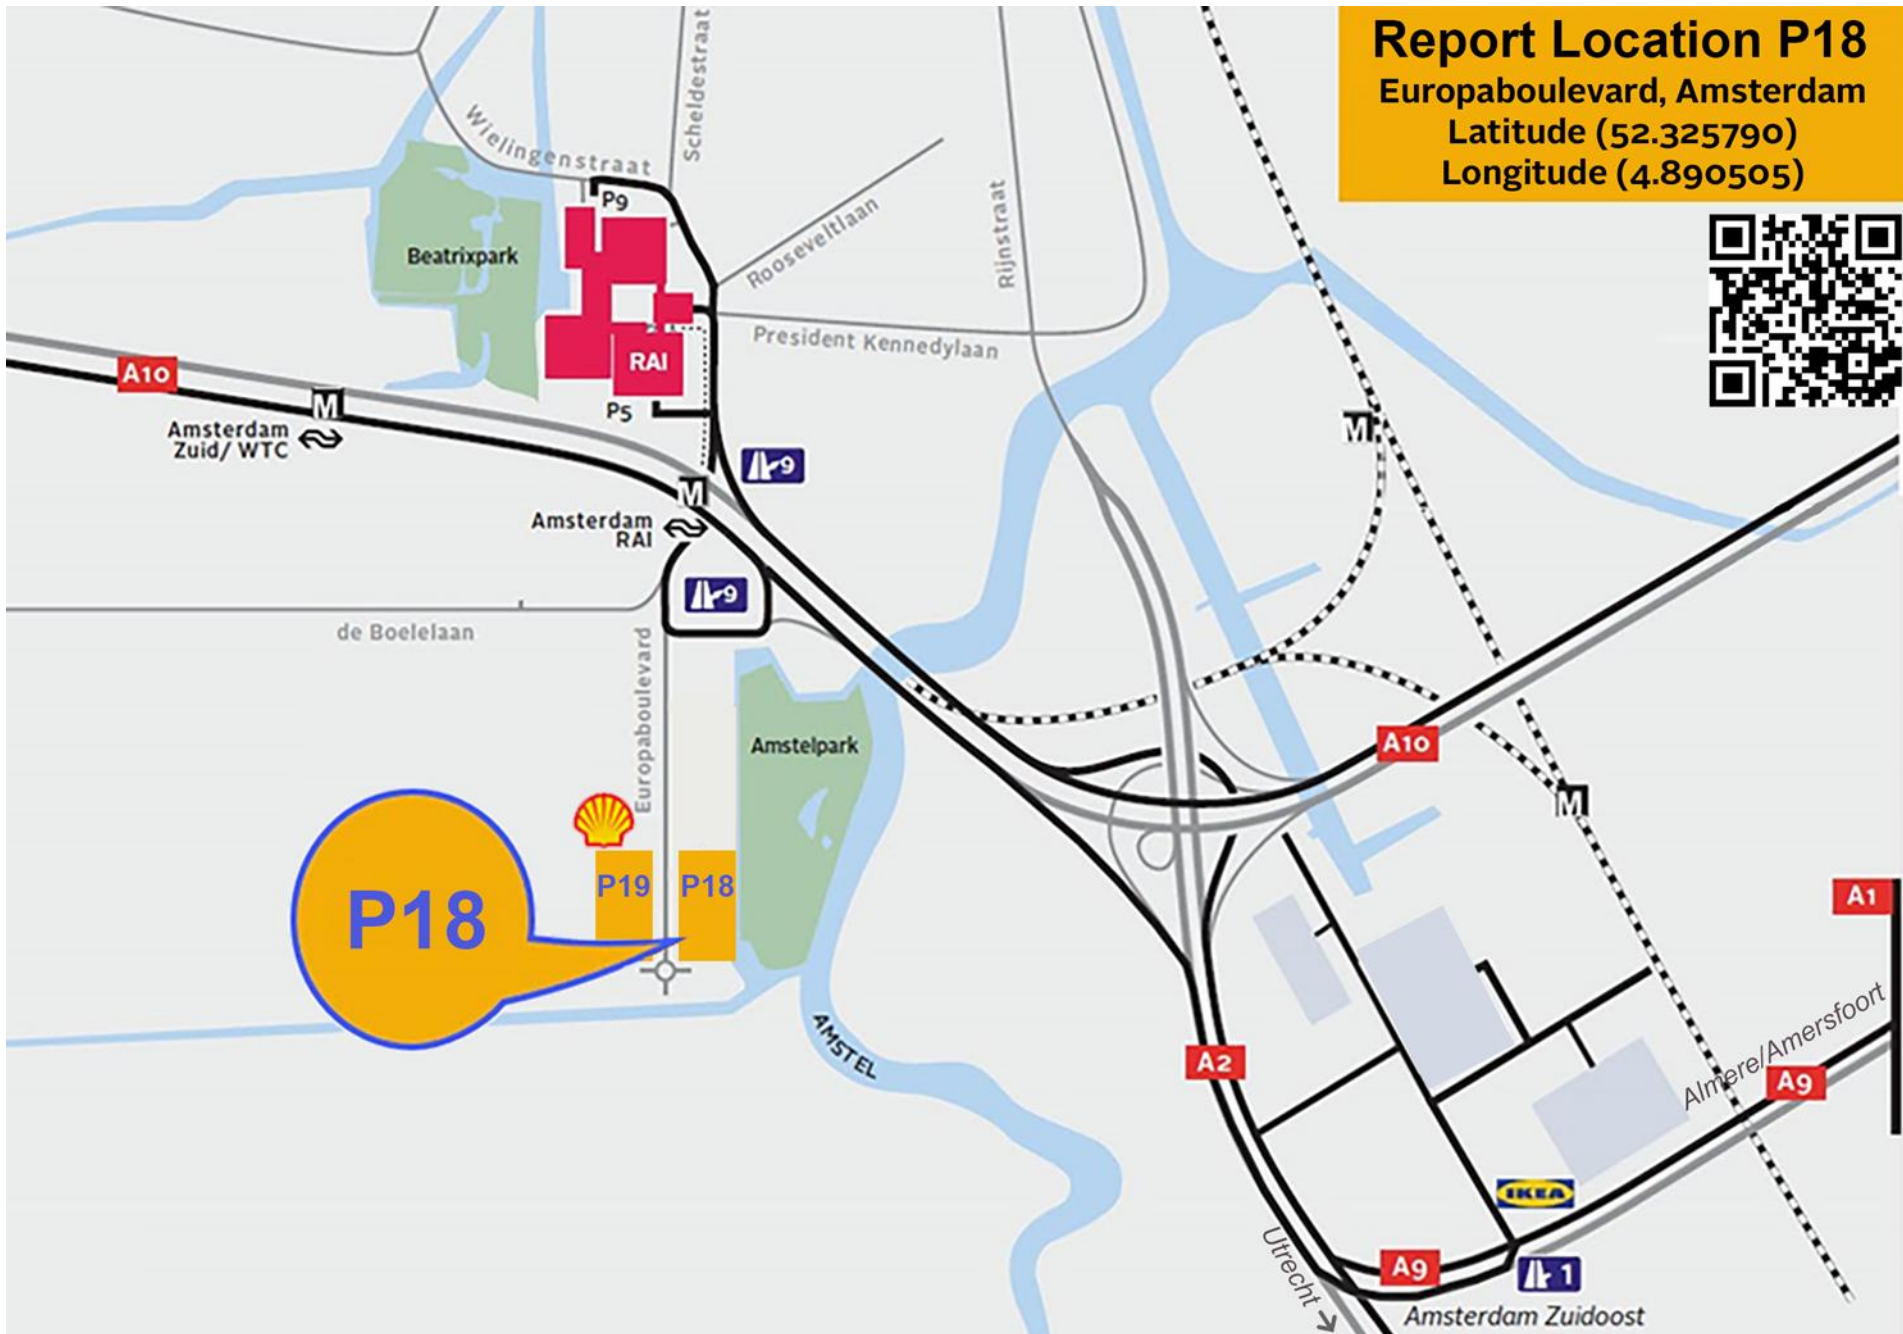 Report Location P18
Europaboulevard, Amsterdam
Latitude (52.325790)
Longitude (4.890505)
Scheldestraat
Wielingenstraat
P9
Rooseveltlaan
Rijnstraat
Beatrixpark
President Kennedylaan
RAI
A10
M
P5
Amsterdam
Zuid/ WTC
M
9
M
Amsterdam
RAI
9
de Boelelaan
Europaboulevard
Amstelpark
A10
M
P19
P18
P18
A1
AMSTEL
A2
Almere/Amersfoort
A9
IKEA
Utrecht
A9
1
Amsterdam Zuidoost